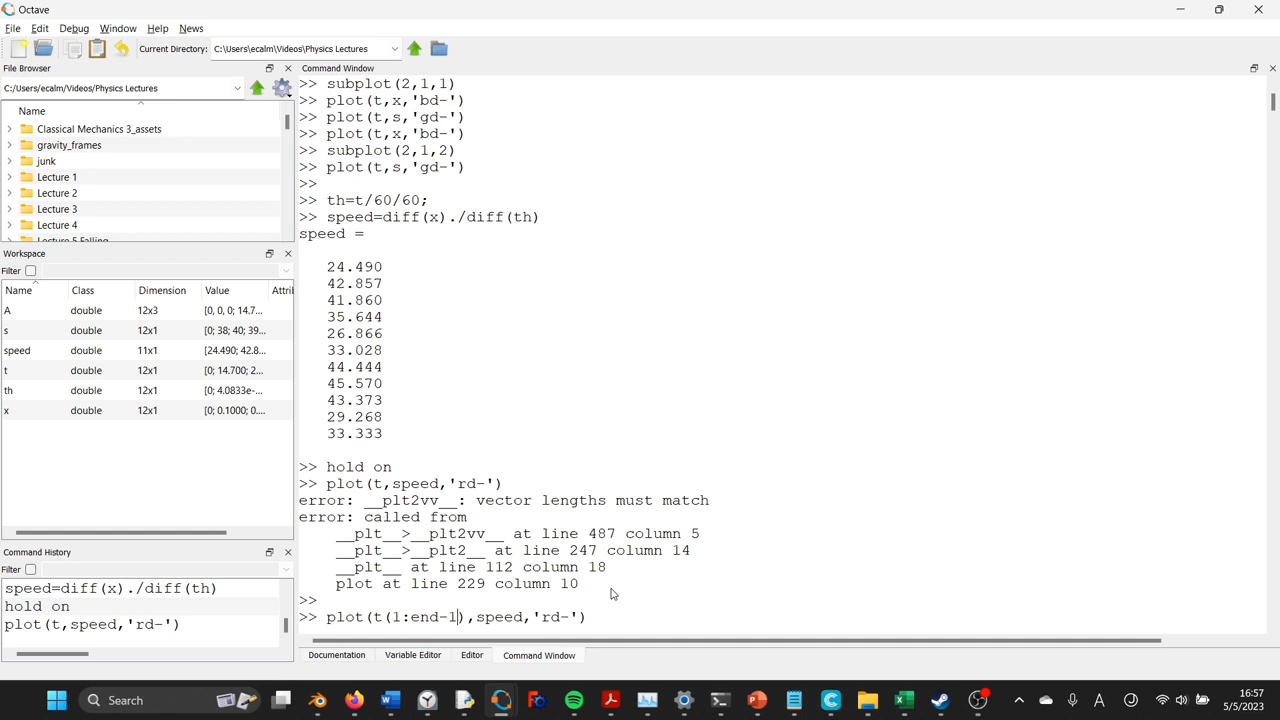 Octave
File Edit Debug Window Help News
Current Directory: C:\Users\ecalm\Videos\Physics Lectures
File Browser
C:/Users/ecalm/Videos/Physics Lectures
Name
Classical Mechanics 3_assets
gravity_frames
junk
Lecture 1
Lecture 2
Lecture 3
Lecture 4
Lecture 5 Falling
Workspace
Filter
Name Class Dimension Value Attri
A double 12x3 [0, 0, 0; 14.7...
s double 12x1 [0; 38; 40; 39...
speed double 11x1 [24.490; 42.8...
t double 12x1 [0; 14.700; 2...
th double 12x1 [0; 4.0833e-...
x double 12x1 [0; 0.1000; 0....
Command History
Filter
speed=diff(x)./diff(th)
hold on
plot(t,speed,'rd-')
Command Window
>> subplot(2,1,1)
>> plot(t,x,'bd-')
>> plot(t,s,'gd-')
>> plot(t,x,'bd-')
>> subplot(2,1,2)
>> plot(t,s,'gd-')
>>
>> th=t/60/60;
>> speed=diff(x)./diff(th)
speed =
24.490
42.857
41.860
35.644
26.866
33.028
44.444
45.570
43.373
29.268
33.333
>> hold on
>> plot(t,speed,'rd-')
error: __plt2vv__: vector lengths must match
error: called from
__plt__>__plt2vv__ at line 487 column 5
__plt__>__plt2__ at line 247 column 14
__plt__ at line 112 column 18
plot at line 229 column 10
>>
>> plot(t(1:end-1),speed,'rd-')
Documentation Variable Editor Editor Command Window
Search
16:57
5/5/2023